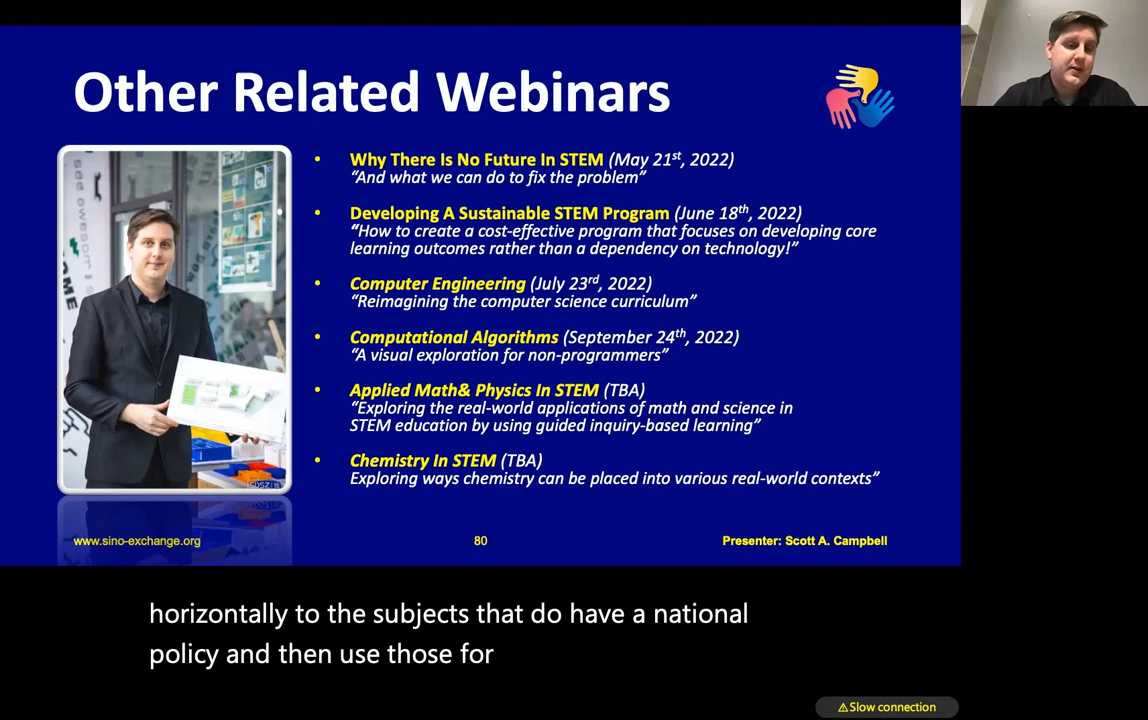 Other Related Webinars
• Why There Is No Future In STEM (May 21st, 2022)
"And what we can do to fix the problem"
• Developing A Sustainable STEM Program (June 18th, 2022)
"How to create a cost-effective program that focuses on developing core
learning outcomes rather than a dependency on technology!"
• Computer Engineering (July 23rd, 2022)
"Reimagining the computer science curriculum"
• Computational Algorithms (September 24th, 2022)
"A visual exploration for non-programmers"
• Applied Math& Physics In STEM (TBA)
"Exploring the real-world applications of math and science in
STEM education by using guided inquiry-based learning"
• Chemistry In STEM (TBA)
Exploring ways chemistry can be placed into various real-world contexts"
www.sino-exchange.org
80
Presenter: Scott A. Campbell
horizontally to the subjects that do have a national
policy and then use those for
⚠Slow connection